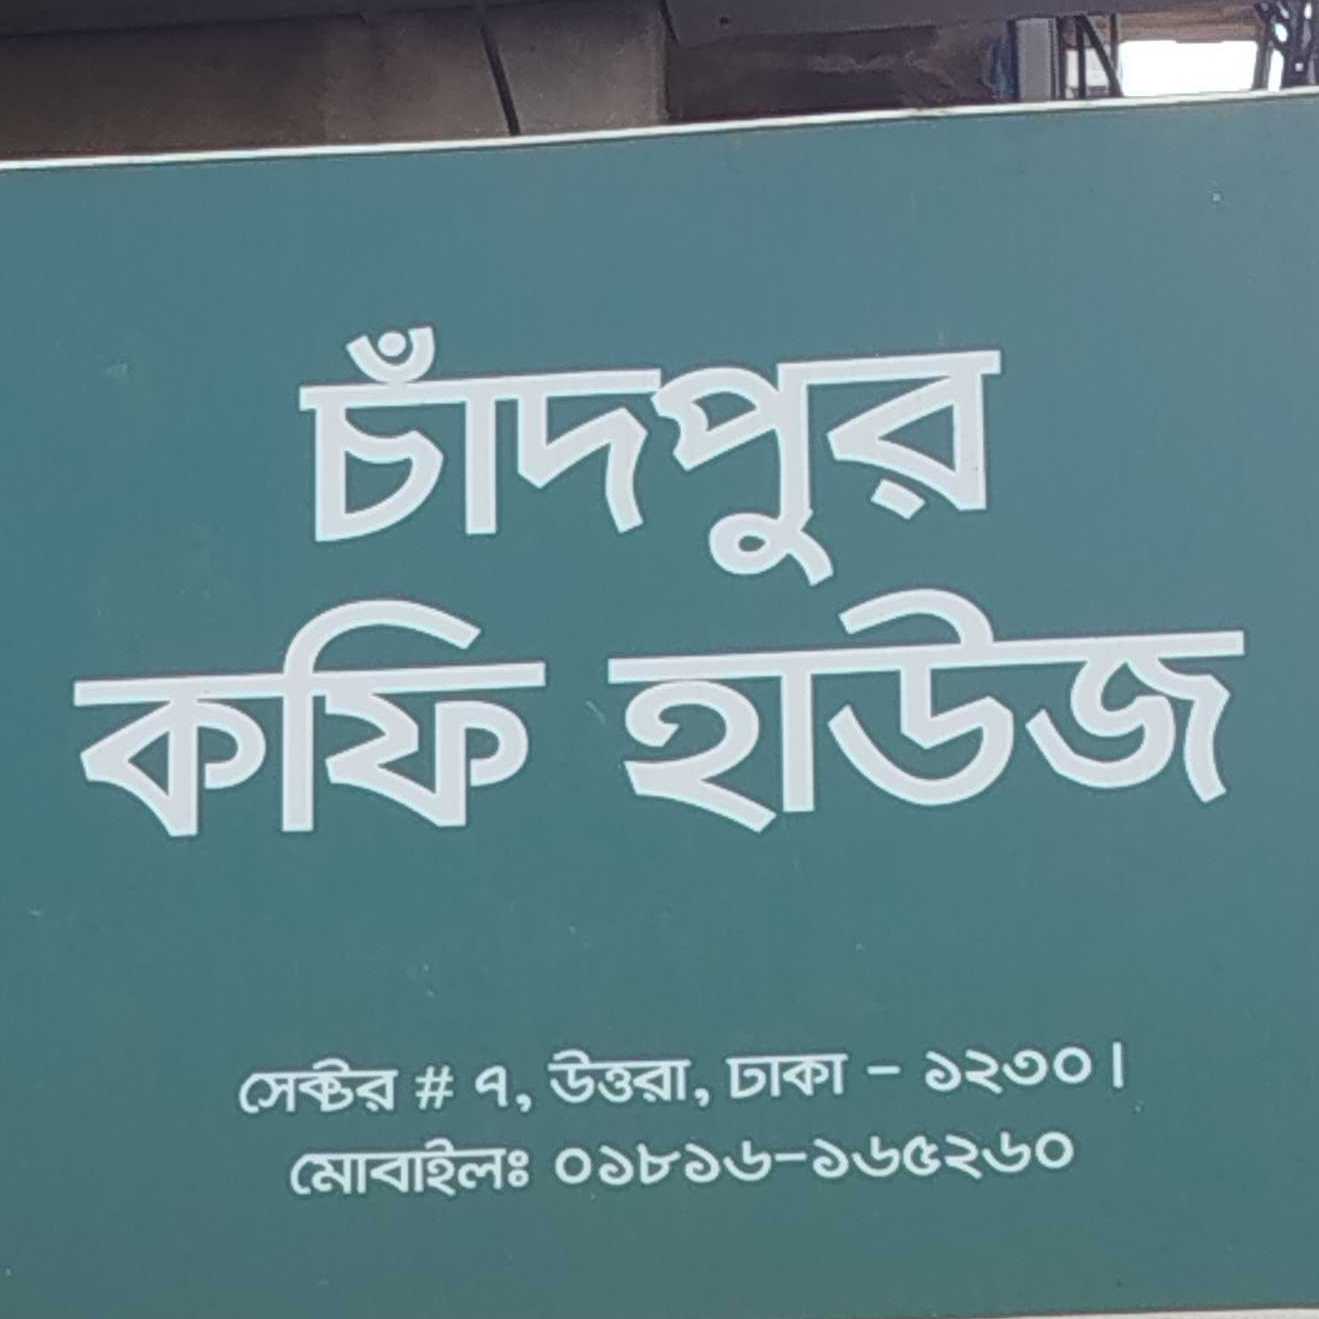 চাঁদপুর
কফি হাউজ
সেক্টর # ৭, উত্তরা, ঢাকা - ১২৩০।
মোবাইলঃ ০১৮১৬-১৬৫২৬০